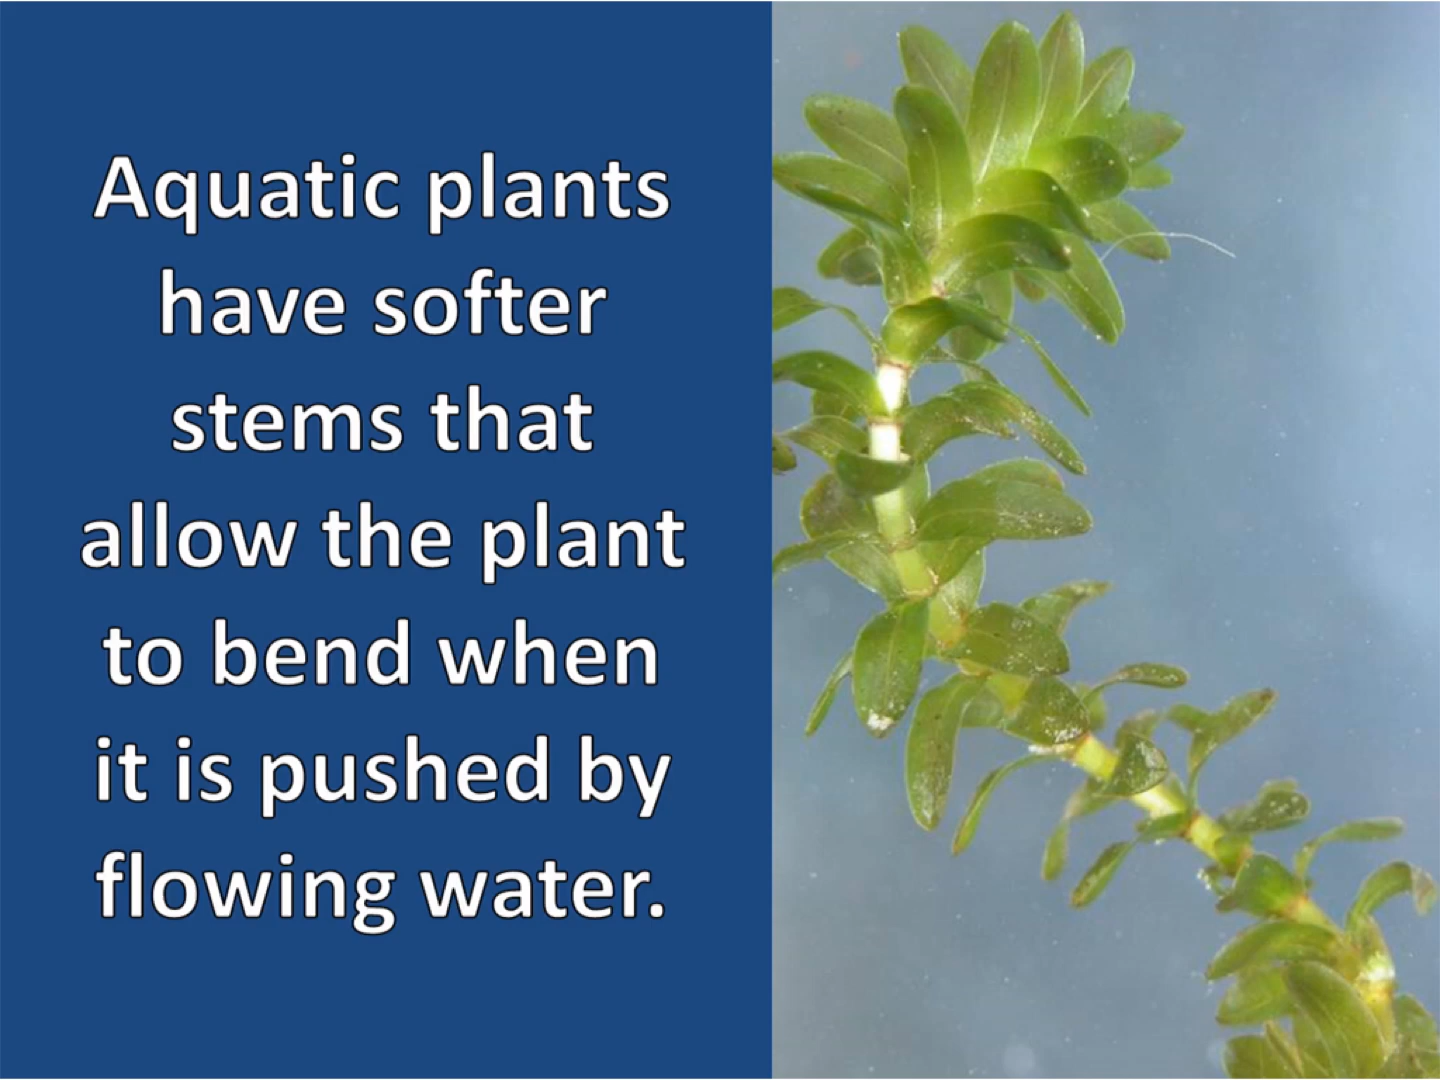 Aquatic plants
have softer
stems that
allow the plant
to bend when
it is pushed by
flowing water.